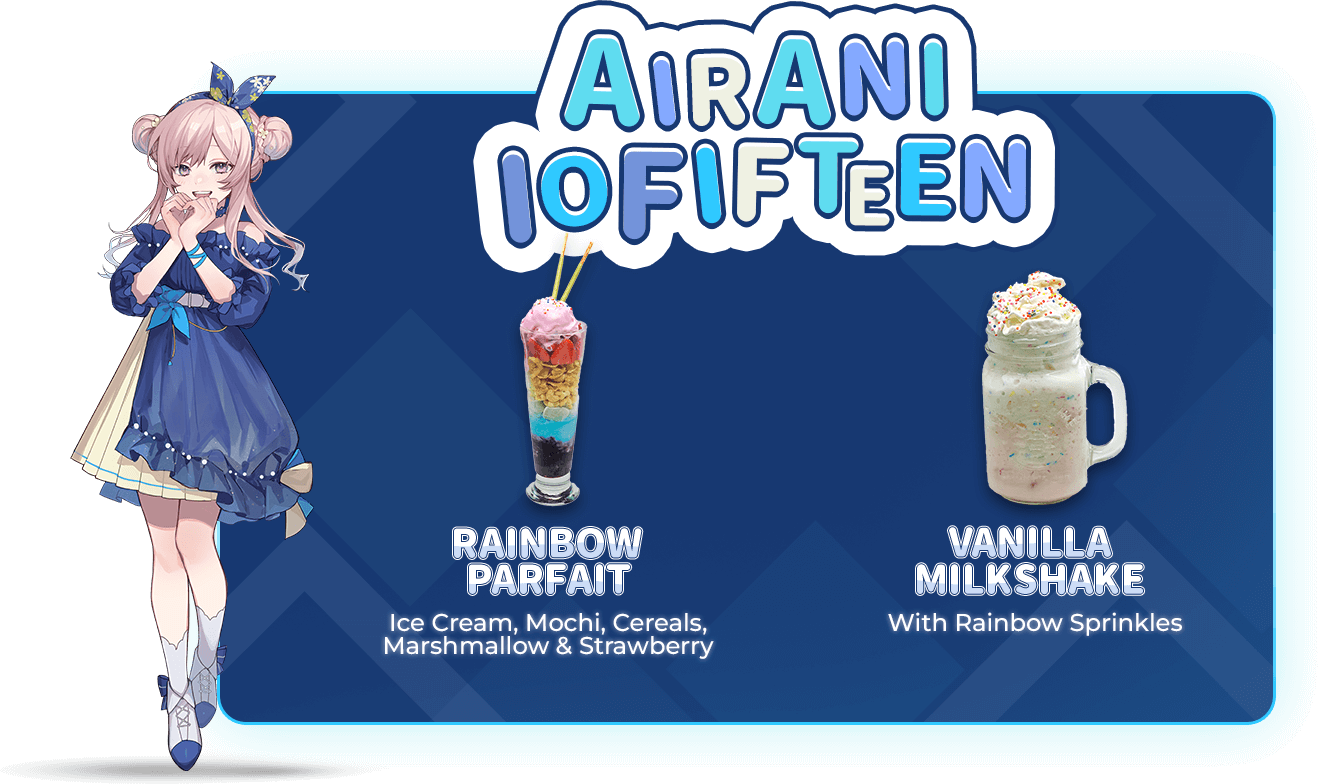 AIRANI
IOFIFTEEN
RAINBOW
PARFAIT
Ice Cream, Mochi, Cereals,
Marshmallow & Strawberry
VANILLA
MILKSHAKE
With Rainbow Sprinkles